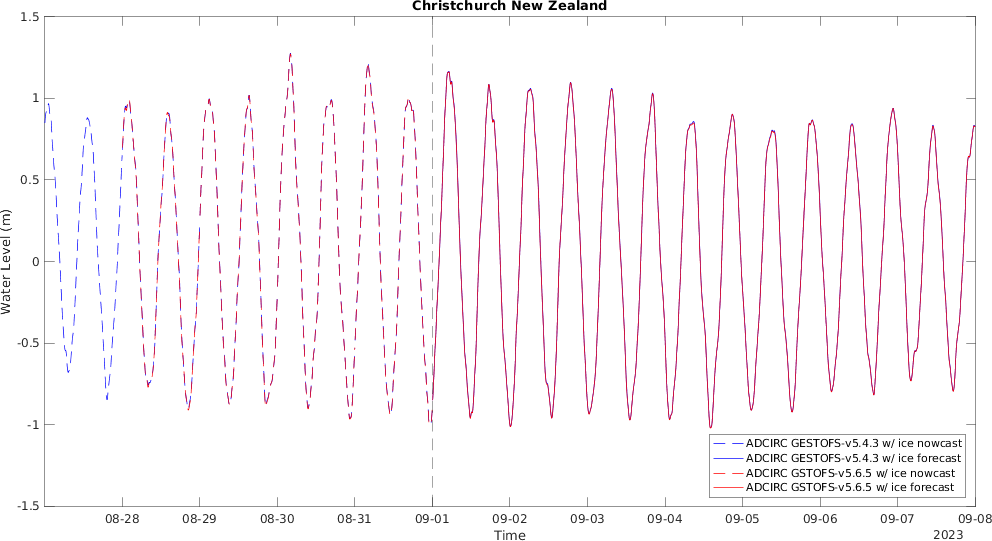 Christchurch New Zealand
1.5
1
0.5
0
-0.5
-1
-1.5
Water Level (m)
ADCIRC GESTOFS-v5.4.3 w/ ice nowcast
ADCIRC GESTOFS-v5.4.3 w/ ice forecast
ADCIRC GSTOFS-v5.6.5 w/ ice nowcast
ADCIRC GSTOFS-v5.6.5 w/ ice forecast
08-28 08-29 08-30 08-31 09-01 09-02 09-03 09-04 09-05 09-06 09-07 09-08
Time
2023